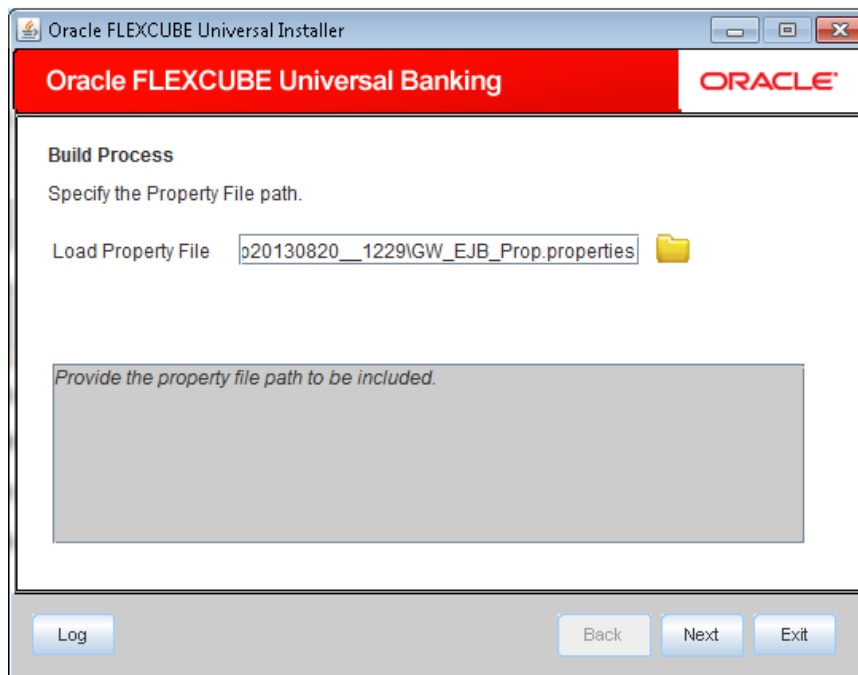 Oracle FLEXCUBE Universal Installer
Oracle FLEXCUBE Universal Banking
ORACLE
Build Process
Specify the Property File path.
Load Property File
p20130820__1229\GW_EJB_Prop.properties
Provide the property file path to be included.
Log
Back
Next
Exit